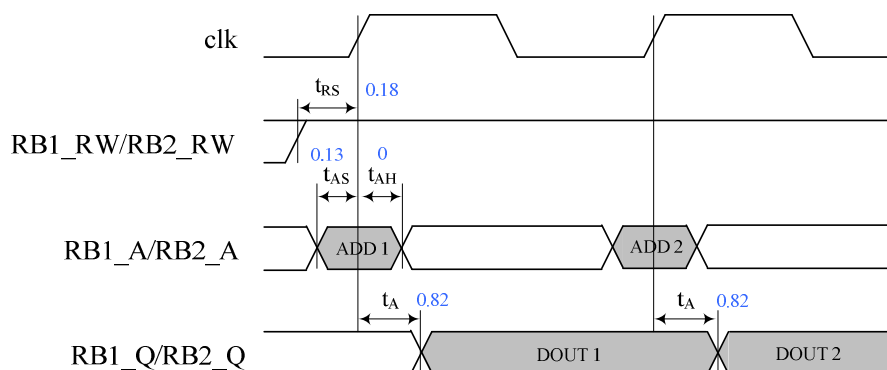 clk
tRS
0.18
RB1_RW/RB2_RW
0.13
0
tAS
tAH
RB1_A/RB2_A
ADD 1
ADD 2
tA
0.82
tA
0.82
RB1_Q/RB2_Q
DOUT 1
DOUT 2